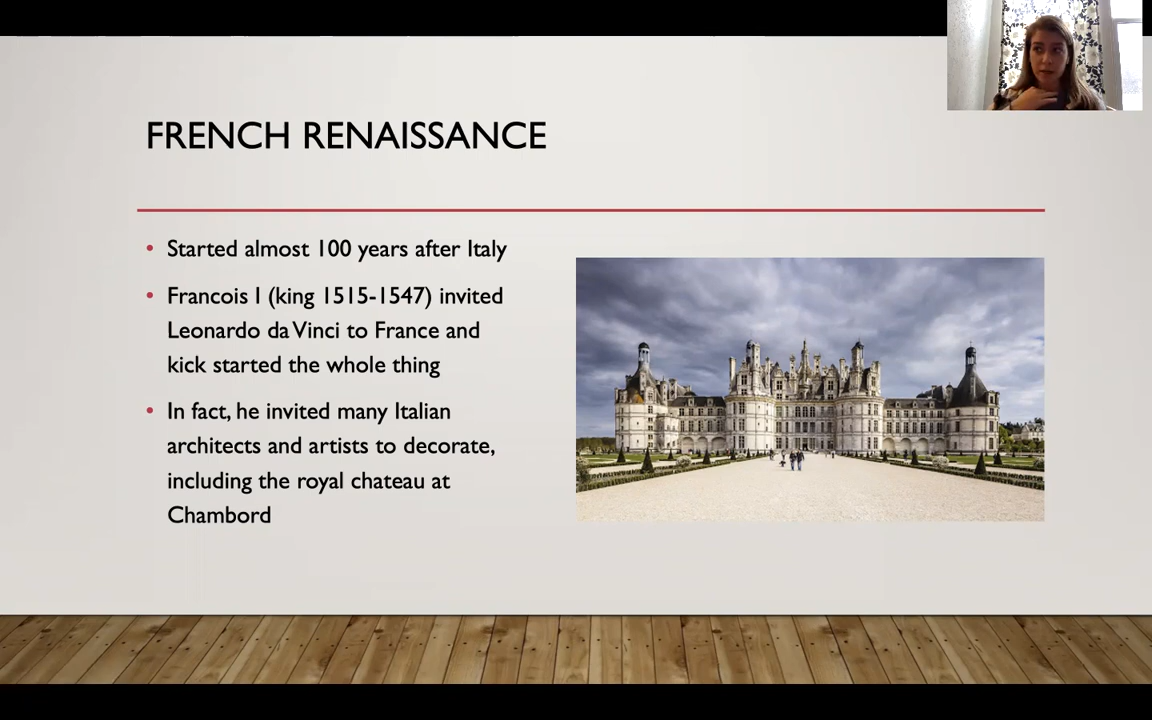 FRENCH RENAISSANCE
• Started almost 100 years after Italy
• Francois I (king 1515-1547) invited
Leonardo da Vinci to France and
kick started the whole thing
• In fact, he invited many Italian
architects and artists to decorate,
including the royal chateau at
Chambord